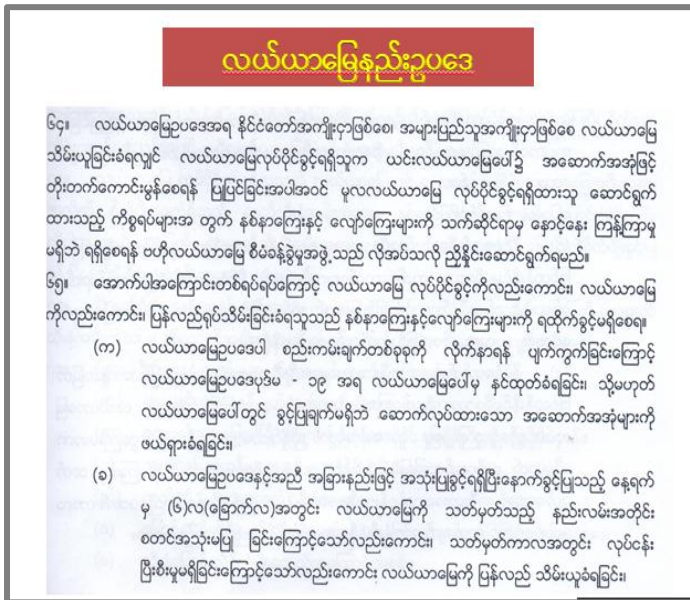 လယ်ယာမြေနည်းဥပဒေ
၆၄။ လယ်ယာမြေဥပဒေအရ နိုင်ငံတော်အကျိုးငှာဖြစ်စေ၊ အများပြည်သူအကျိုးငှာဖြစ်စေ လယ်ယာမြေ
သိမ်းယူခြင်းခံရလျှင် လယ်ယာမြေလုပ်ပိုင်ခွင့်ရရှိသူက ယင်းလယ်ယာမြေပေါ်၌ အဆောက်အအုံဖြင့်
တိုးတက်ကောင်းမွန်စေရန် ပြုပြင်ခြင်းအပါအဝင် မူလလယ်ယာမြေ လုပ်ပိုင်ခွင့်ရရှိထားသူ ဆောင်ရွက်
ထားသည့် ကိစ္စရပ်များအ တွက် နစ်နာကြေးနှင့် လျော်ကြေးများကို သက်ဆိုင်ရာမှ နှောင့်နှေး ကြန့်ကြာမှု
မရှိဘဲ ရရှိစေရန် ဗဟိုလယ်ယာမြေ စီမံခန့်ခွဲမှုအဖွဲ့သည် လိုအပ်သလို ညှိနှိုင်းဆောင်ရွက်ရမည်။
၆၅။ အောက်ပါအကြောင်းတစ်ရပ်ရပ်ကြောင့် လယ်ယာမြေ လုပ်ပိုင်ခွင့်ကိုလည်းကောင်း၊ လယ်ယာမြေ
ကိုလည်းကောင်း၊ ပြန်လည်ရုပ်သိမ်းခြင်းခံရသူသည် နစ်နာကြေးနှင့်လျော်ကြေးများကို ရထိုက်ခွင့်မရှိစေရ။
(က) လယ်ယာမြေဥပဒေပါ စည်းကမ်းချက်တစ်ခုခုကို လိုက်နာရန် ပျက်ကွက်ခြင်းကြောင့်
လယ်ယာမြေဥပဒေပုဒ်မ - ၁၉ အရ လယ်ယာမြေပေါ်မှ နှင်ထုတ်ခံရခြင်း၊ သို့မဟုတ်
လယ်ယာမြေပေါ်တွင် ခွင့်ပြုချက်မရှိဘဲ ဆောက်လုပ်ထားသော အဆောက်အအုံများကို
ဖယ်ရှားခံရခြင်း၊
(ခ) လယ်ယာမြေဥပဒေနှင့်အညီ အခြားနည်းဖြင့် အသုံးပြုခွင့်ရရှိပြီးနောက်ခွင့်ပြုသည့် နေ့ရက်
မှ (၆)လ(ခြောက်လ)အတွင်း လယ်ယာမြေကို သတ်မှတ်သည့် နည်းလမ်းအတိုင်း
စတင်အသုံးမပြု ခြင်းကြောင့်သော်လည်းကောင်း၊ သတ်မှတ်ကာလအတွင်း လုပ်ငန်း
ပြီးစီးမှုမရှိခြင်းကြောင့်သော်လည်းကောင်း လယ်ယာမြေကို ပြန်လည် သိမ်းယူခံရခြင်း၊